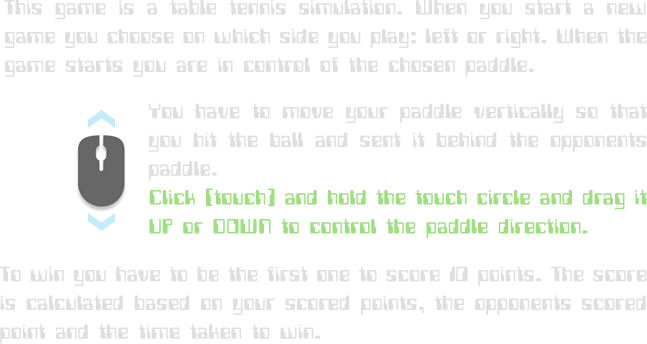 This game is a table tennis simulation. When you start a new
game you choose on which side you play: left or right. When the
game starts you are in control of the chosen paddle.
You have to move your paddle vertically so that
you hit the ball and sent it behind the opponents
paddle.
Click [touch] and hold the touch circle and drag it
UP or DOWN to control the paddle direction.
To win you have to be the first one to score 10 points. The score
is calculated based on your scored points, the opponents scored
point and the time taken to win.